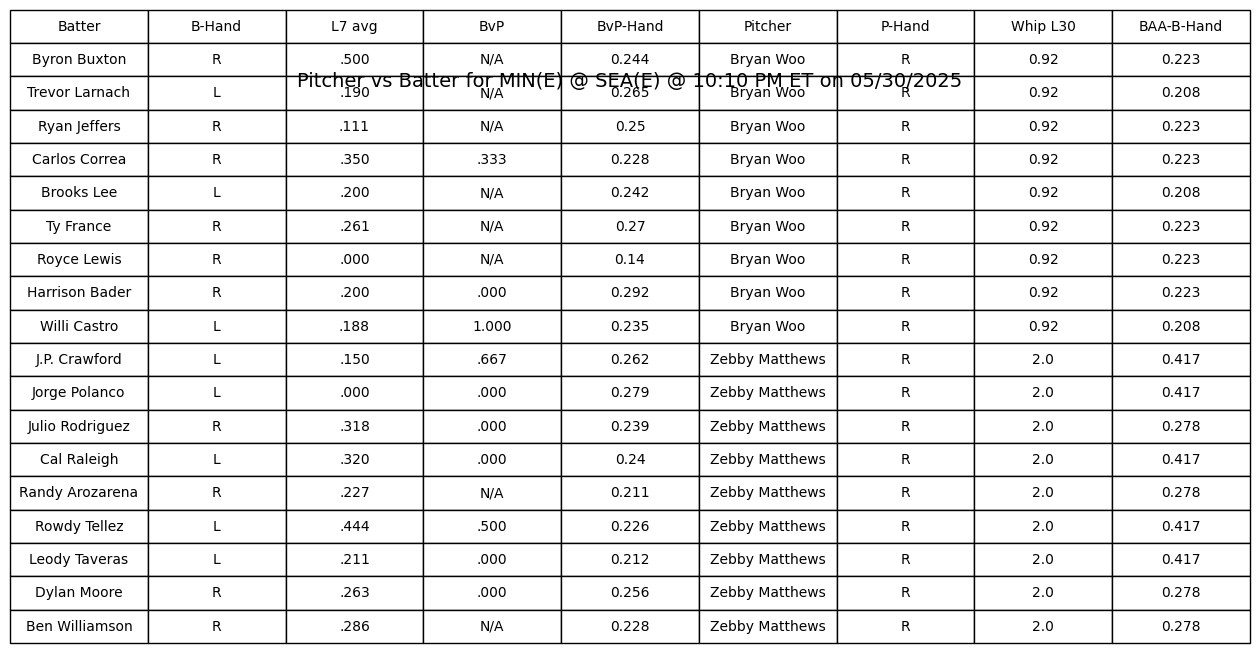 Batter B-Hand L7 avg BvP BvP-Hand Pitcher P-Hand Whip L30 BAA-B-Hand
Byron Buxton R .500 N/A 0.244 Bryan Woo R 0.92 0.223
Pitcher vs Batter for MIN(E) @ SEA(E) @ 10:10 PM ET on 05/30/2025
Trevor Larnach L .190 N/A 0.265 Bryan Woo R 0.92 0.208
Ryan Jeffers R .111 N/A 0.25 Bryan Woo R 0.92 0.223
Carlos Correa R .350 .333 0.228 Bryan Woo R 0.92 0.223
Brooks Lee L .200 N/A 0.242 Bryan Woo R 0.92 0.208
Ty France R .261 N/A 0.27 Bryan Woo R 0.92 0.223
Royce Lewis R .000 N/A 0.14 Bryan Woo R 0.92 0.223
Harrison Bader R .200 .000 0.292 Bryan Woo R 0.92 0.223
Willi Castro L .188 1.000 0.235 Bryan Woo R 0.92 0.208
J.P. Crawford L .150 .667 0.262 Zebby Matthews R 2.0 0.417
Jorge Polanco L .000 .000 0.279 Zebby Matthews R 2.0 0.417
Julio Rodriguez R .318 .000 0.239 Zebby Matthews R 2.0 0.278
Cal Raleigh L .320 .000 0.24 Zebby Matthews R 2.0 0.417
Randy Arozarena R .227 N/A 0.211 Zebby Matthews R 2.0 0.278
Rowdy Tellez L .444 .500 0.226 Zebby Matthews R 2.0 0.417
Leody Taveras L .211 .000 0.212 Zebby Matthews R 2.0 0.417
Dylan Moore R .263 .000 0.256 Zebby Matthews R 2.0 0.278
Ben Williamson R .286 N/A 0.228 Zebby Matthews R 2.0 0.278